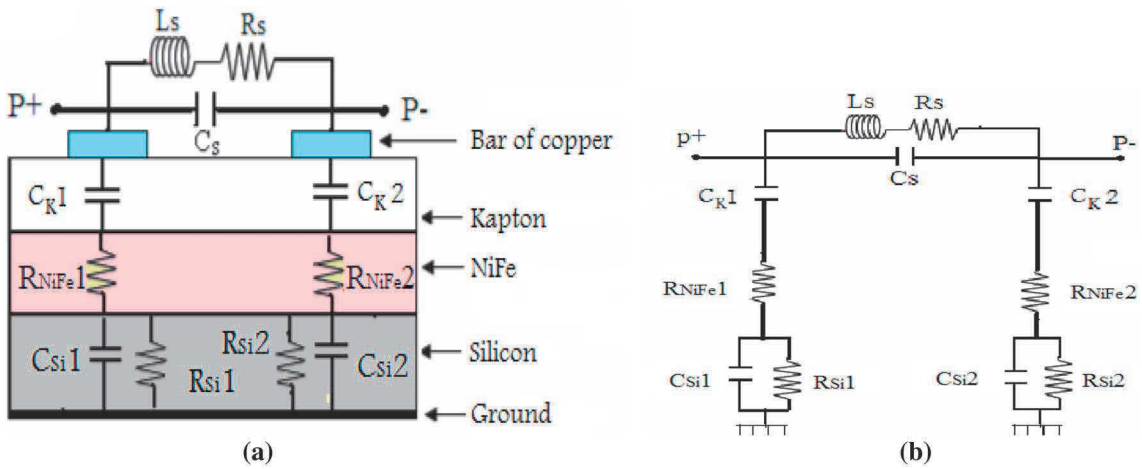 Ls Rs
P+ P-
Cs
Bar of copper
CK1 CK2
Kapton
RNiFe1 RNiFe2
NiFe
Csi1 Rsi2 Csi2
Rsi1
Silicon
Ground
(a)
Ls Rs
p+ P-
Cs
CK1 CK2
RNiFe1 RNiFe2
Csi1 Rsi1 Csi2 Rsi2
(b)